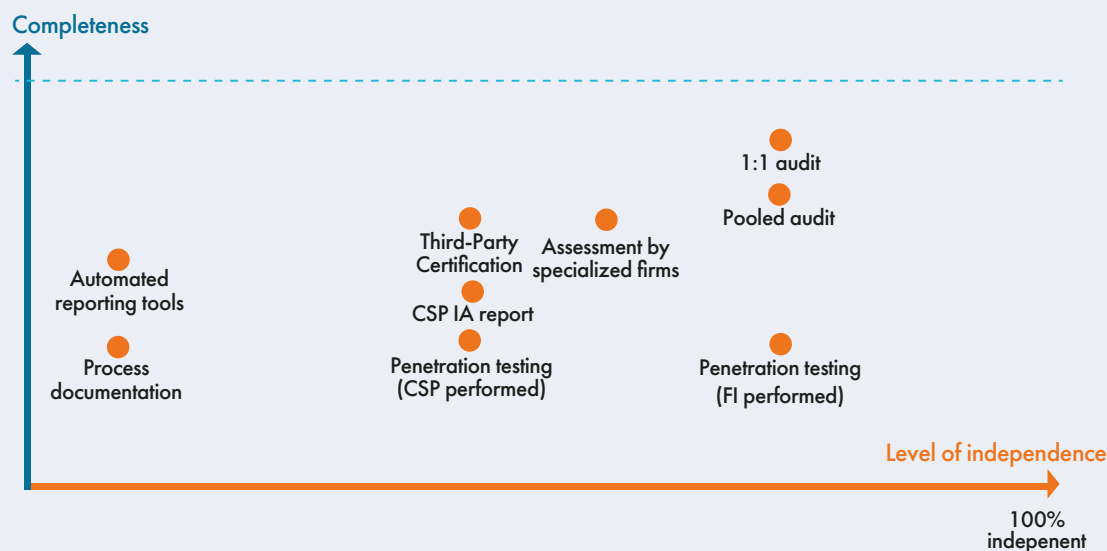 Completeness
1:1 audit
Pooled audit
Third-Party
Certification
Assessment by
specialized firms
Automated
reporting tools
CSP IA report
Process
documentation
Penetration testing
(CSP performed)
Penetration testing
(FI performed)
Level of independence
100%
indepenent